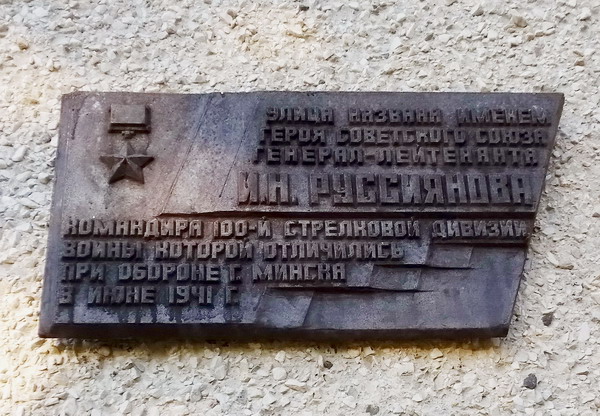 УЛИЦА НАЗВАНА ИМЕНЕМ
ГЕРОЯ СОВЕТСКОГО СОЮЗА
ГЕНЕРАЛ-ЛЕЙТЕНАНТА
И.Н. РУССИЯНОВА
КОМАНДИРА 100-Й СТРЕЛКОВОЙ ДИВИЗИИ
ВОИНЫ КОТОРОЙ ОТЛИЧИЛИСЬ
ПРИ ОБОРОНЕ Г. МИНСКА
В ИЮНЕ 1941 Г.